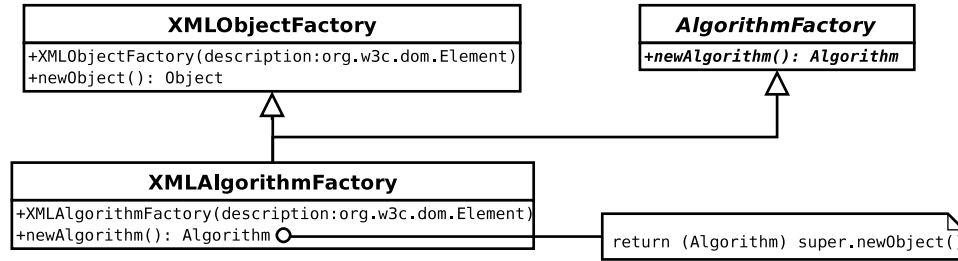 XMLObjectFactory
+XMLObjectFactory(description:org.w3c.dom.Element)
+newObject(): Object
AlgorithmFactory
+newAlgorithm(): Algorithm
XMLAlgorithmFactory
+XMLAlgorithmFactory(description:org.w3c.dom.Element)
+newAlgorithm(): Algorithm
return (Algorithm) super.newObject()